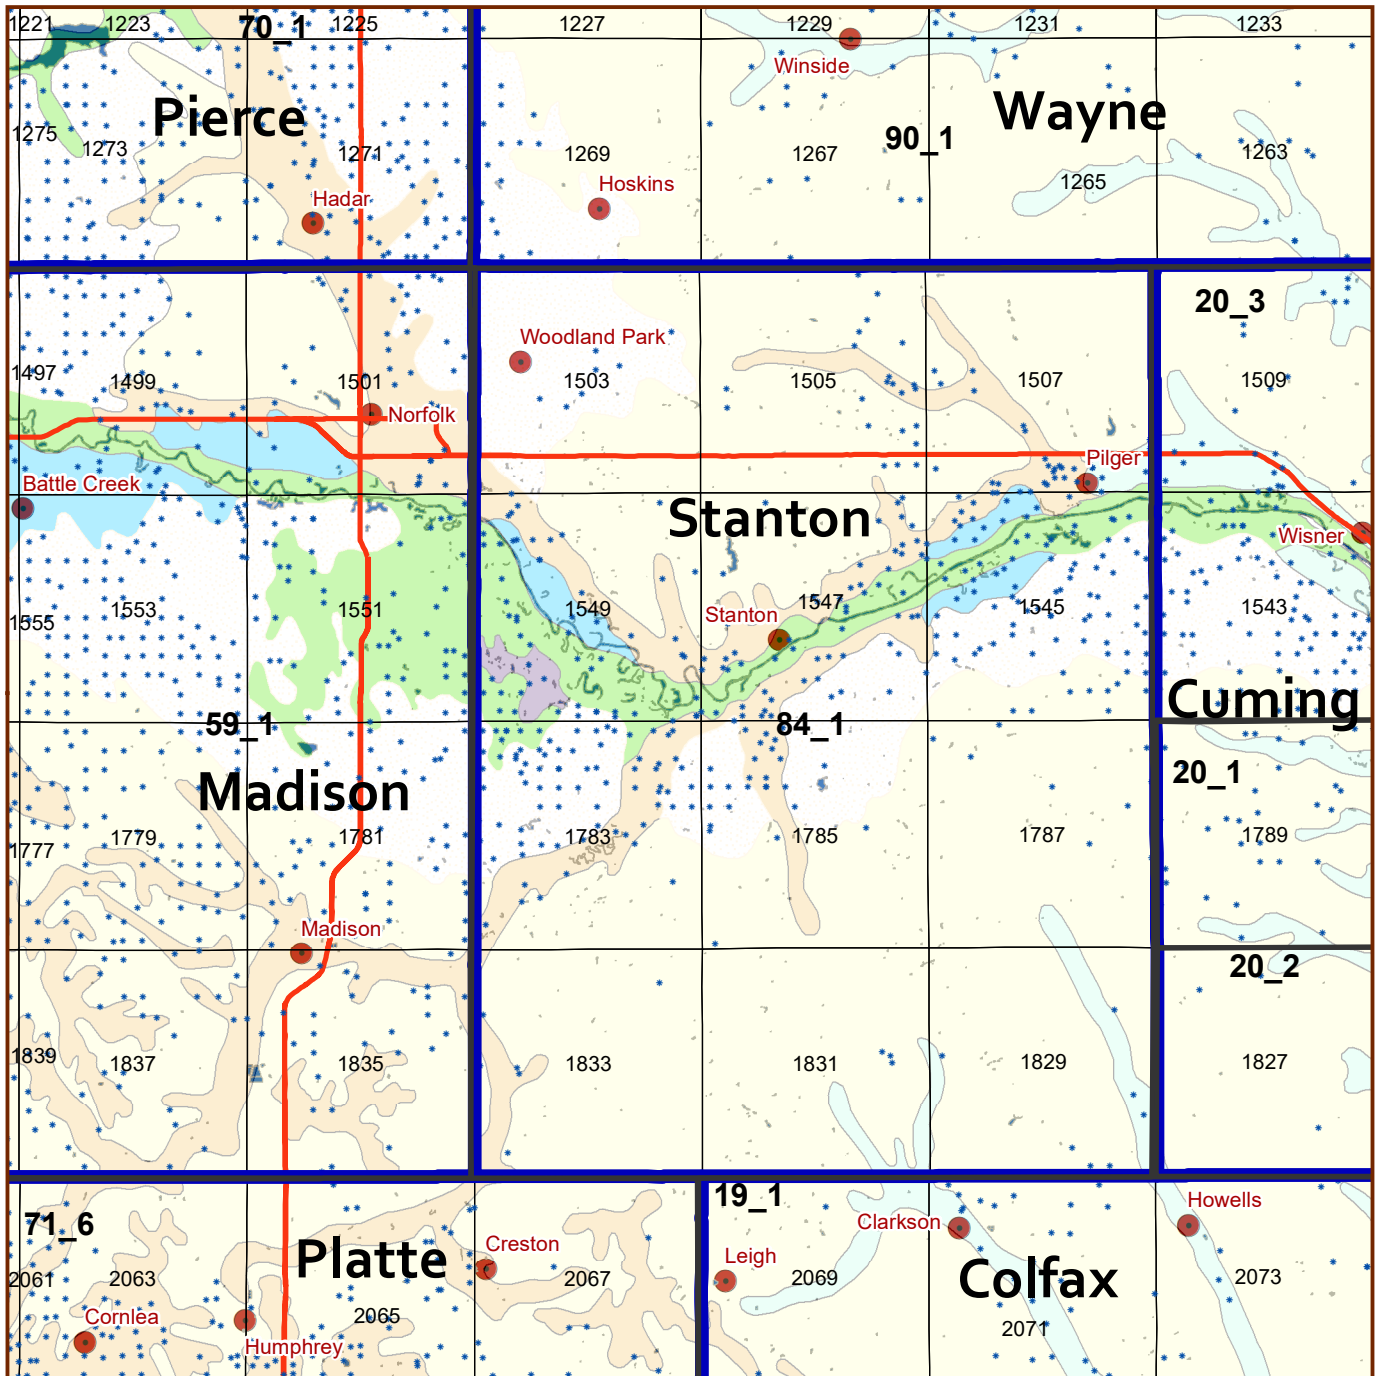 1221 1223 70_1 1225 1227 1229 1231 1233
Winside
Pierce Wayne
1275 1273 1271 1269 1267 90_1 1265 1263
Hadar Hoskins
20_3
Woodland Park
1497 1499 1501 1503 1505 1507 1509
Norfolk
Battle Creek Pilger
Stanton
Wisner
1555 1553 1551 1549 1547 1545 1543
Stanton
Cuming
59_1 84_1
20_1
Madison
1777 1779 1781 1783 1785 1787 1789
Madison
20_2
1839 1837 1835 1833 1831 1829 1827
71_6 19_1 Howells
Clarkson
Platte Creston Leigh Colfax
2061 2063 2065 2067 2069 2071 2073
Cornlea
Humphrey